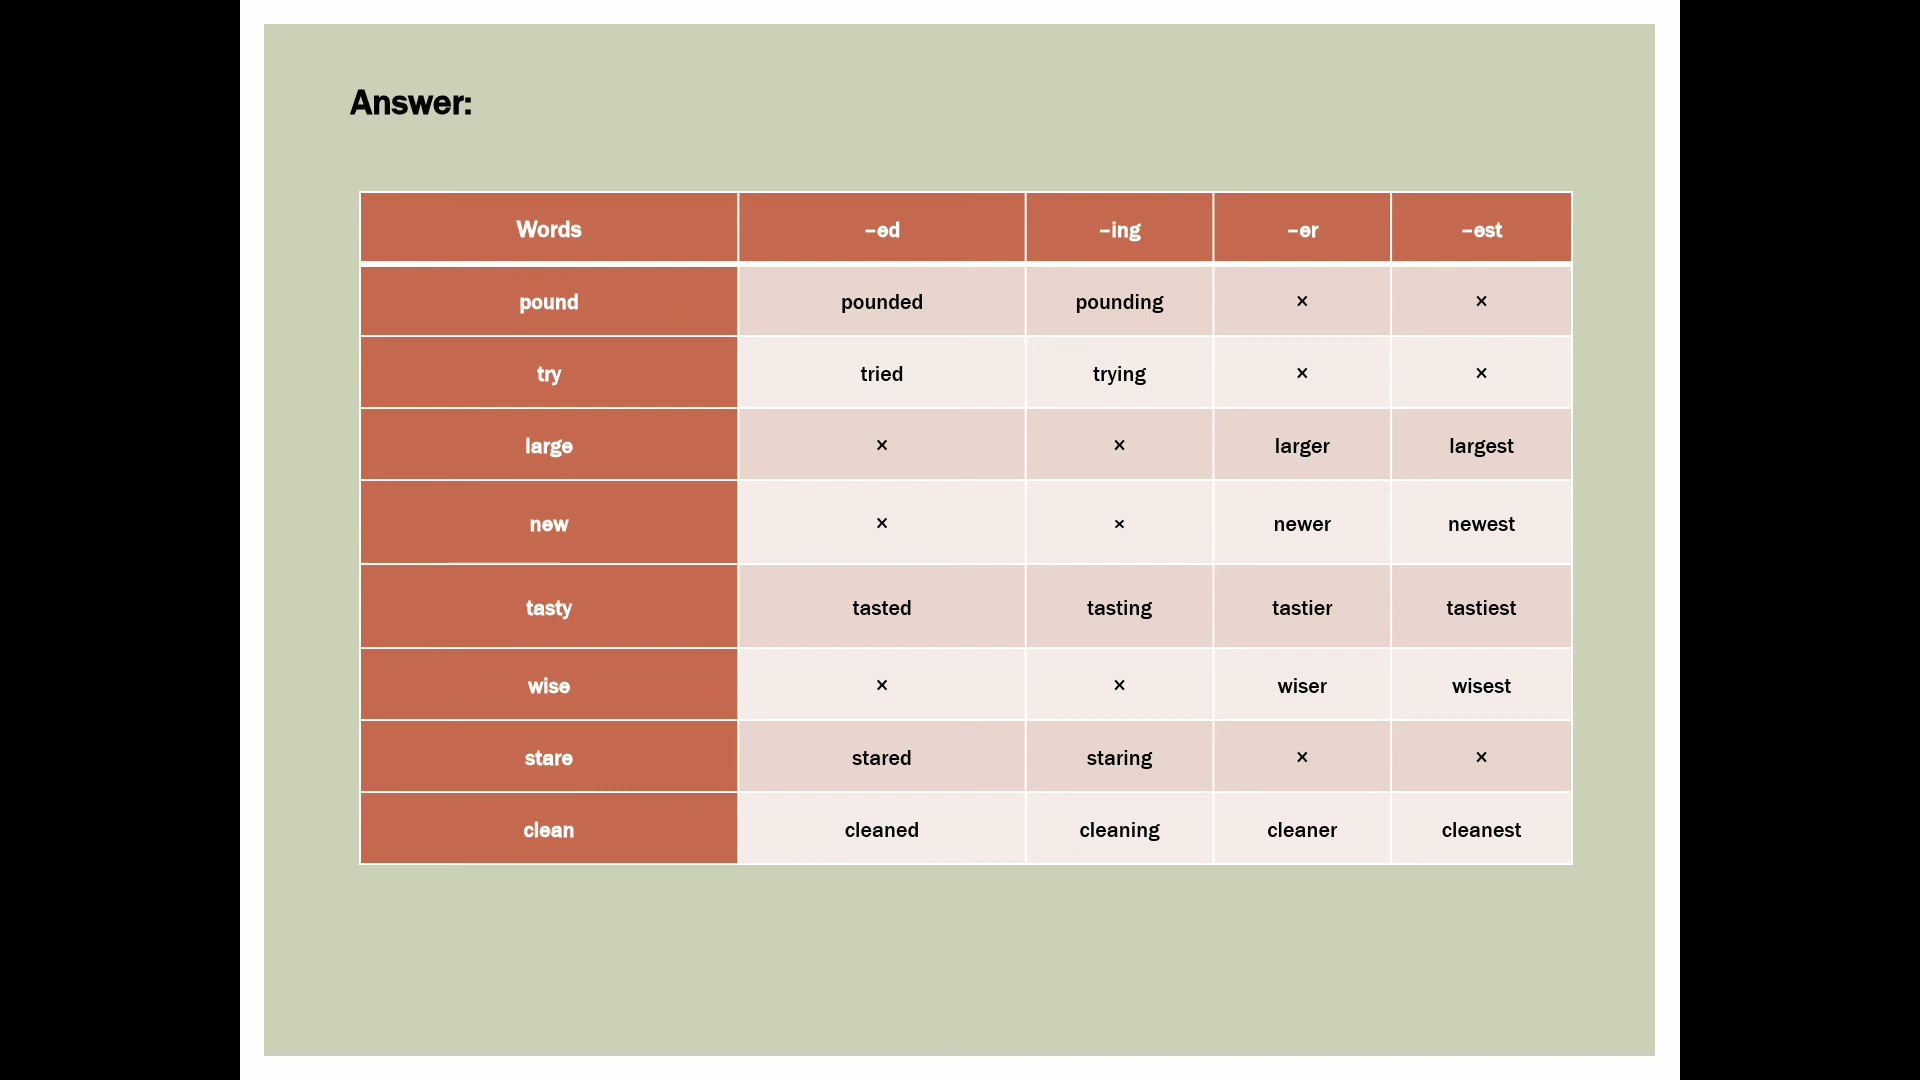 Answer:
Words –ed –ing –er –est
pound pounded pounding × ×
try tried trying × ×
large × × larger largest
new × × newer newest
tasty tasted tasting tastier tastiest
wise × × wiser wisest
stare stared staring × ×
clean cleaned cleaning cleaner cleanest